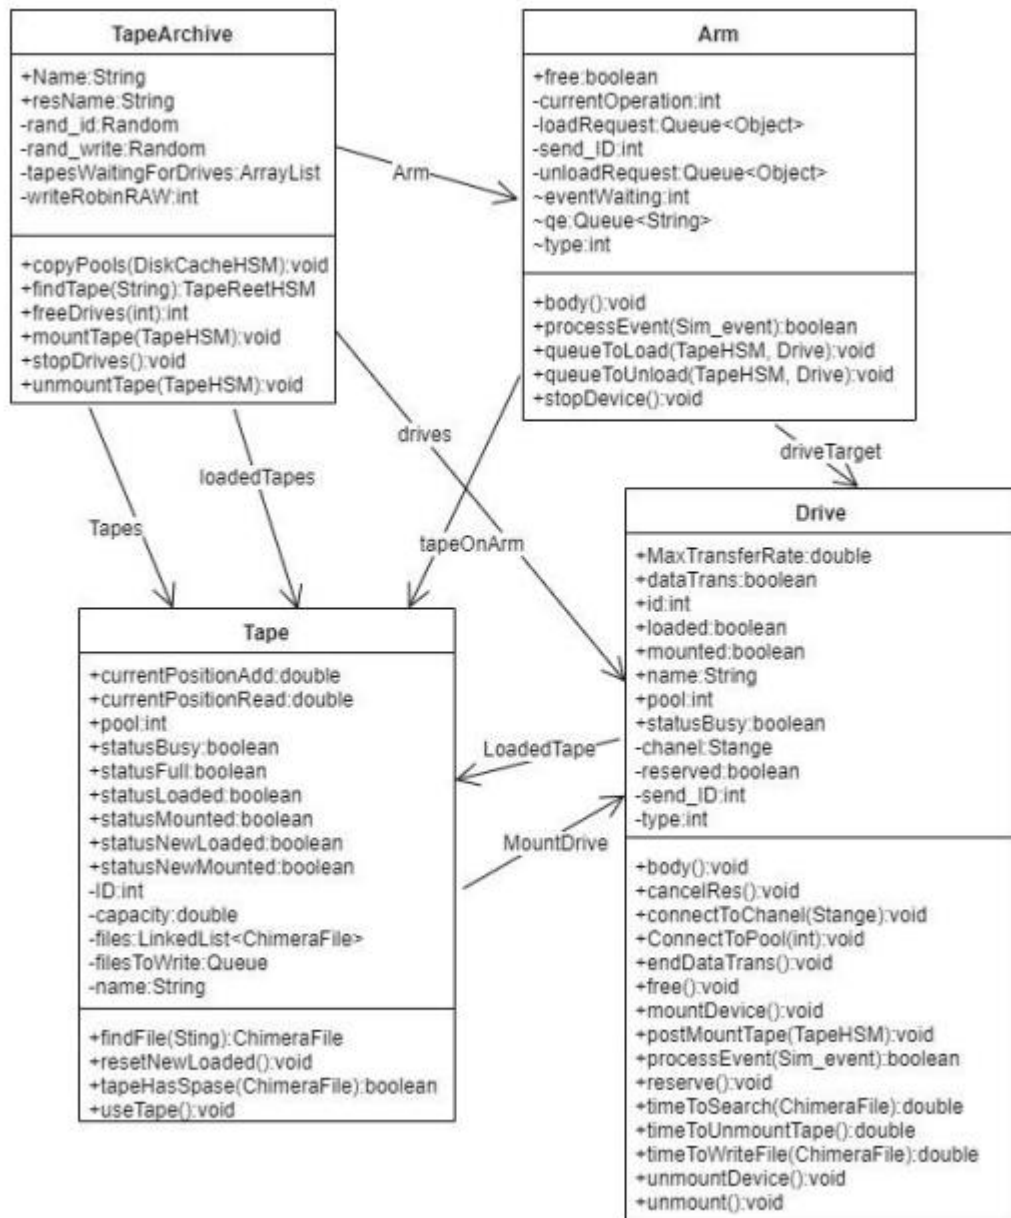 TapeArchive
+Name:String
+resName:String
-rand_id:Random
-rand_write:Random
-tapesWaitingForDrives:ArrayList
-writeRobinRAW:int
+copyPools(DiskCacheHSM):void
+findTape(String):TapeReetHSM
+freeDrives(int):int
+mountTape(TapeHSM):void
+stopDrives():void
+unmountTape(TapeHSM):void
Arm
Arm
+free:boolean
-currentOperation:int
-loadRequest:Queue<Object>
-send_ID:int
-unloadRequest:Queue<Object>
~eventWaiting:int
~qe:Queue<String>
~type:int
+body():void
+processEvent(Sim_event):boolean
+queueToLoad(TapeHSM, Drive):void
+queueToUnload(TapeHSM, Drive):void
+stopDevice():void
drives
driveTarget
loadedTapes
Tapes
tapeOnArm
Tape
+currentPositionAdd:double
+currentPositionRead:double
+pool:int
+statusBusy:boolean
+statusFull:boolean
+statusLoaded:boolean
+statusMounted:boolean
+statusNewLoaded:boolean
+statusNewMounted:boolean
-ID:int
-capacity:double
-files:LinkedList<ChimeraFile>
-filesToWrite:Queue
-name:String
+findFile(Sting):ChimeraFile
+resetNewLoaded():void
+tapeHasSpase(ChimeraFile):boolean
+useTape():void
LoadedTape
MountDrive
Drive
+MaxTransferRate:double
+dataTrans:boolean
+id:int
+loaded:boolean
+mounted:boolean
+name:String
+pool:int
+statusBusy:boolean
-chanel:Stange
-reserved:boolean
-send_ID:int
-type:int
+body():void
+cancelRes():void
+connectToChanel(Stange):void
+ConnectToPool(int):void
+endDataTrans():void
+free():void
+mountDevice():void
+postMountTape(TapeHSM):void
+processEvent(Sim_event):boolean
+reserve():void
+timeToSearch(ChimeraFile):double
+timeToUnmountTape():double
+timeToWriteFile(ChimeraFile):double
+unmountDevice():void
+unmount():void